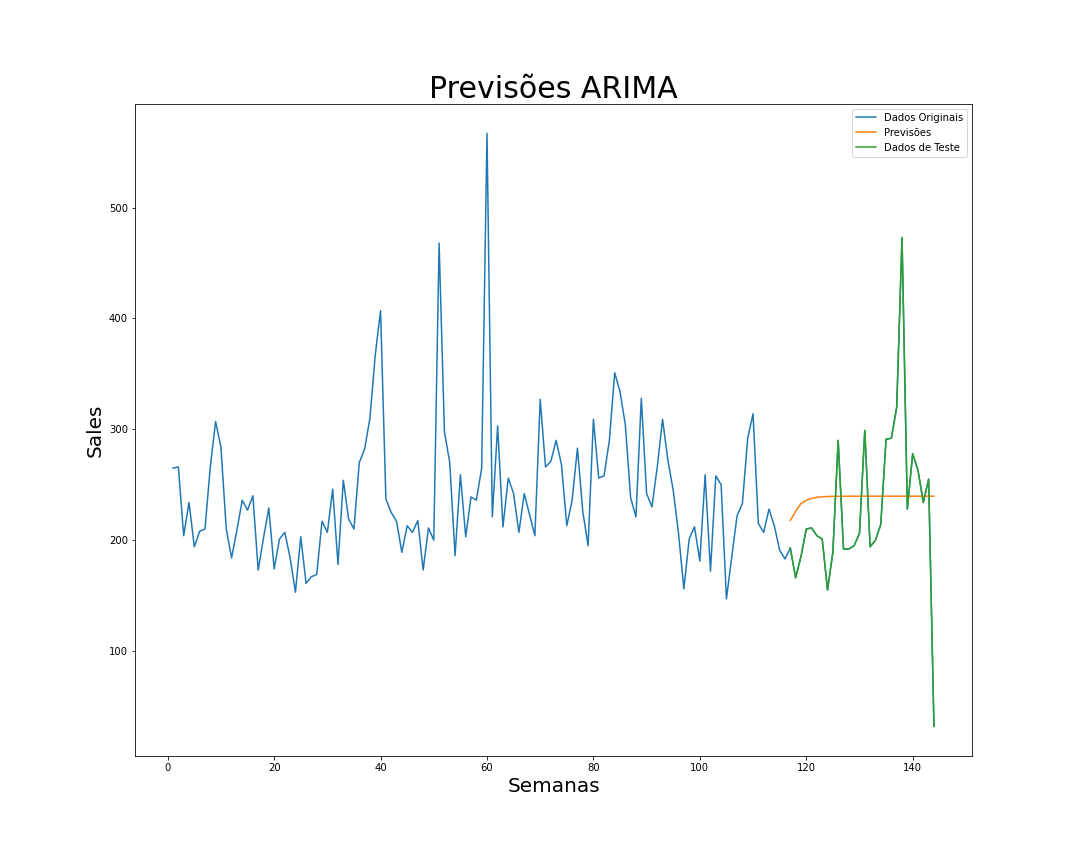 Previsões ARIMA
Dados Originais
Previsões
Dados de Teste
Sales
500
400
300
200
100
0 20 40 60 80 100 120 140
Semanas